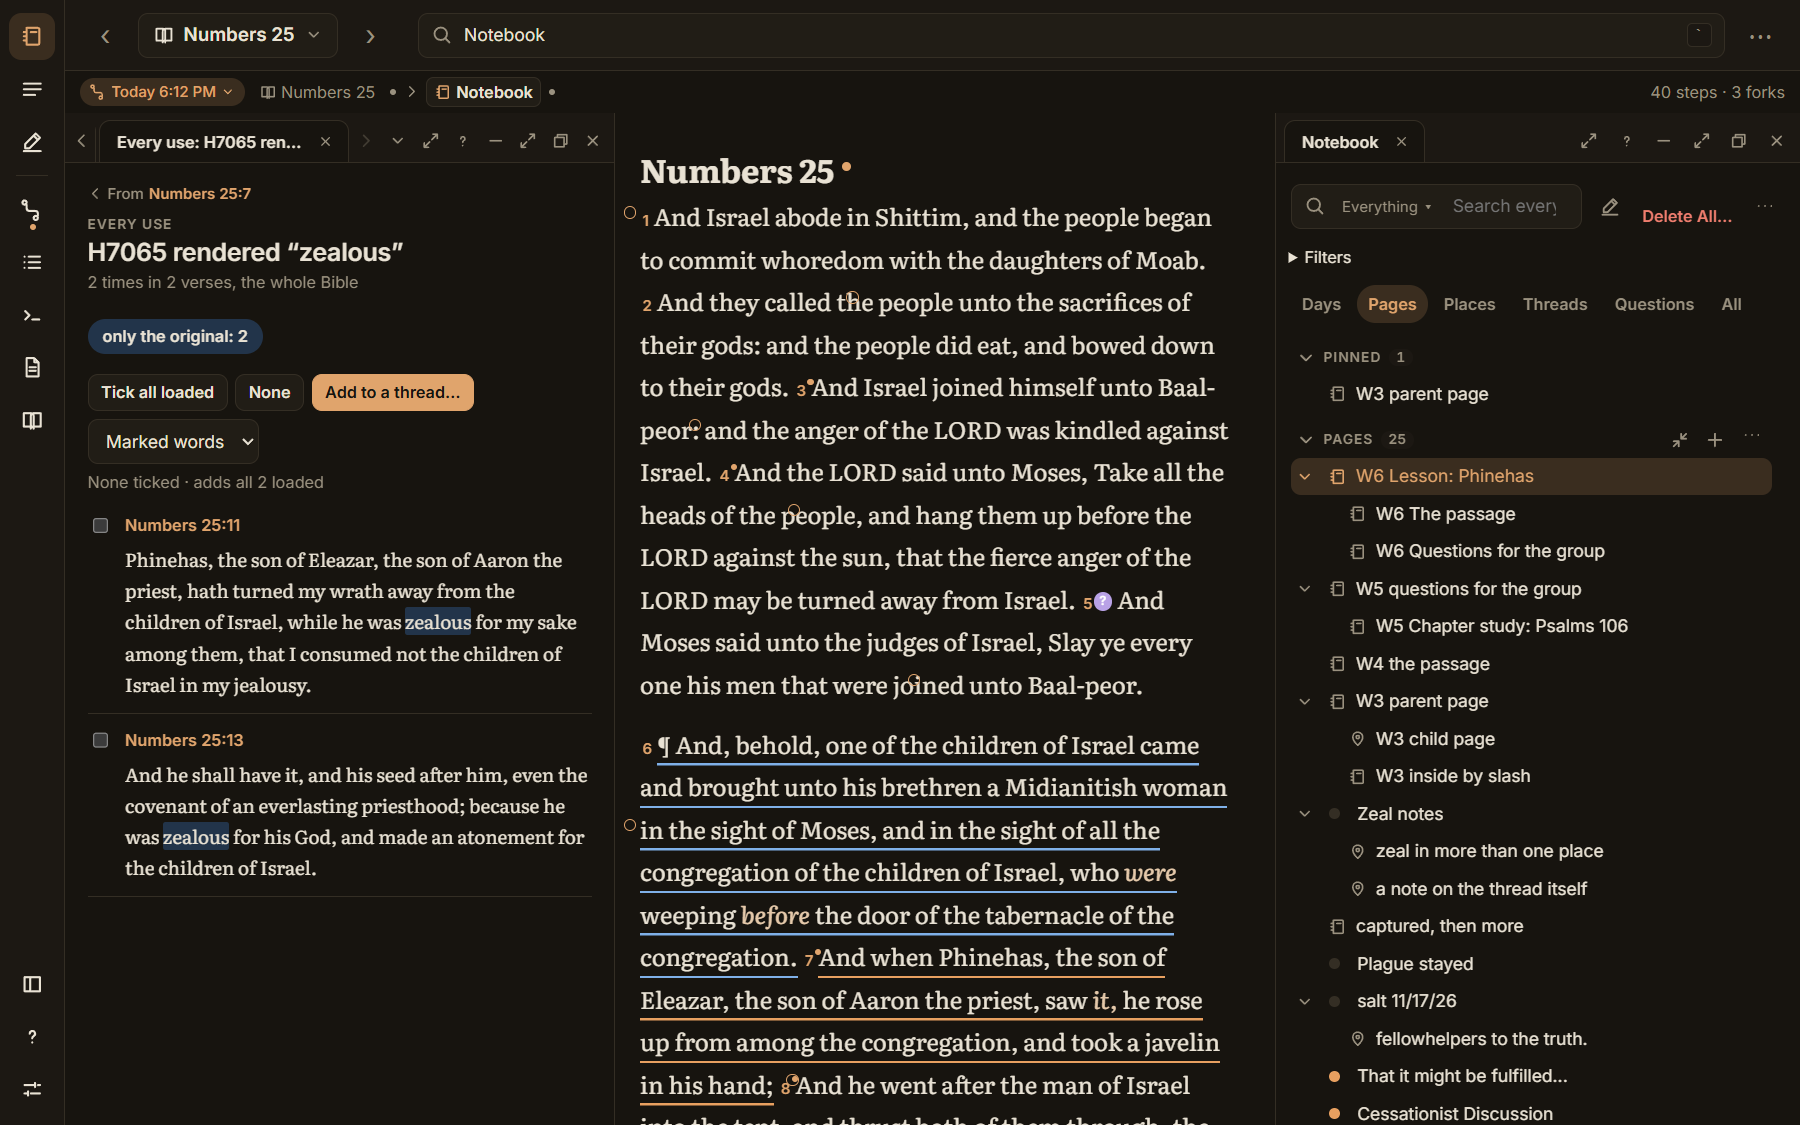 Numbers 25
Notebook
`
Today 6:12 PM
Numbers 25
Notebook
40 steps · 3 forks
Every use: H7065 ren...
?
From Numbers 25:7
EVERY USE
H7065 rendered “zealous”
2 times in 2 verses, the whole Bible
only the original: 2
Tick all loaded
None
Add to a thread...
Marked words
None ticked · adds all 2 loaded
Numbers 25:11
Phinehas, the son of Eleazar, the son of Aaron the
priest, hath turned my wrath away from the
children of Israel, while he was zealous for my sake
among them, that I consumed not the children of
Israel in my jealousy.
Numbers 25:13
And he shall have it, and his seed after him, even the
covenant of an everlasting priesthood; because he
was zealous for his God, and made an atonement for
the children of Israel.
?
Numbers 25
1 And Israel abode in Shittim, and the people began
to commit whoredom with the daughters of Moab.
2 And they called the people unto the sacrifices of
their gods: and the people did eat, and bowed down
to their gods. 3 And Israel joined himself unto Baal-
peor: and the anger of the LORD was kindled against
Israel. 4 And the LORD said unto Moses, Take all the
heads of the people, and hang them up before the
LORD against the sun, that the fierce anger of the
LORD may be turned away from Israel. 5 ? And
Moses said unto the judges of Israel, Slay ye every
one his men that were joined unto Baal-peor.
6 ¶ And, behold, one of the children of Israel came
and brought unto his brethren a Midianitish woman
in the sight of Moses, and in the sight of all the
congregation of the children of Israel, who were
weeping before the door of the tabernacle of the
congregation. 7 And when Phinehas, the son of
Eleazar, the son of Aaron the priest, saw it, he rose
up from among the congregation, and took a javelin
in his hand; 8 And he went after the man of Israel
into the tent, and thrust both of them through, the
Notebook
?
Everything
Search every
Delete All...
Filters
Days
Pages
Places
Threads
Questions
All
PINNED 1
W3 parent page
PAGES 25
W6 Lesson: Phinehas
W6 The passage
W6 Questions for the group
W5 questions for the group
W5 Chapter study: Psalms 106
W4 the passage
W3 parent page
W3 child page
W3 inside by slash
Zeal notes
zeal in more than one place
a note on the thread itself
captured, then more
Plague stayed
salt 11/17/26
fellowhelpers to the truth.
That it might be fulfilled...
Cessationist Discussion